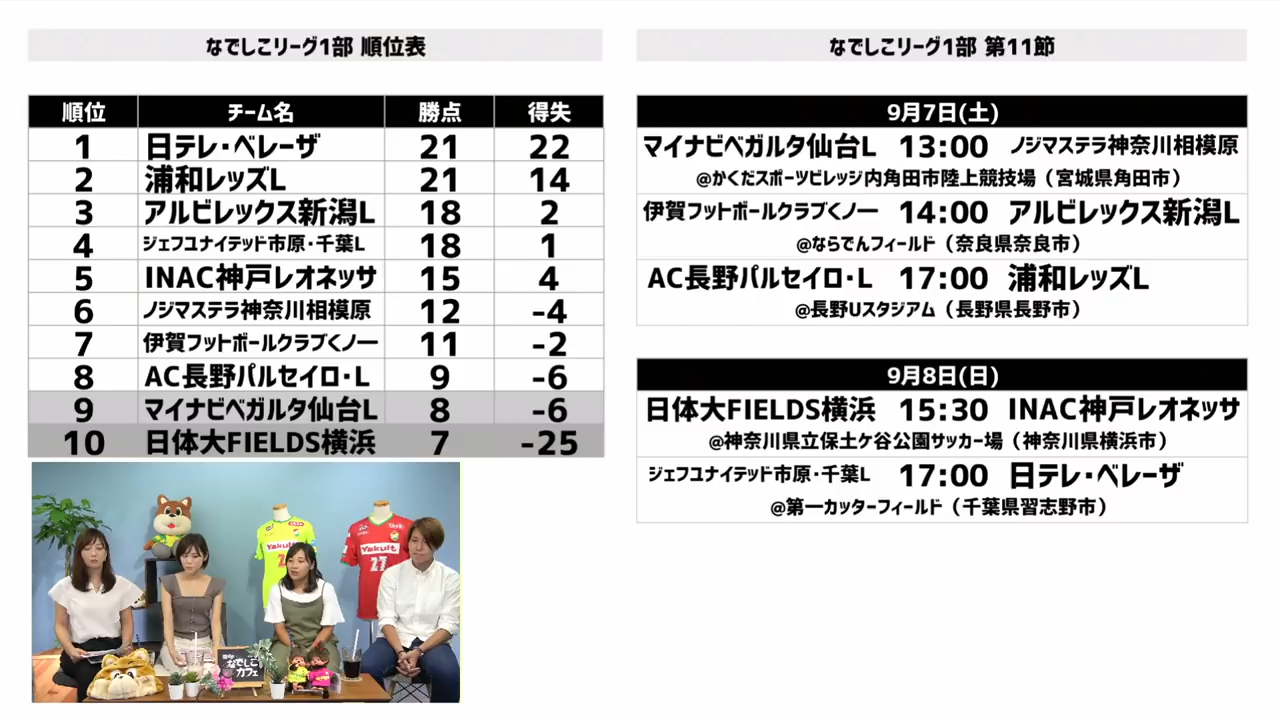 なでしこリーグ1部 順位表
順位 チーム名 勝点 得失
1 日テレ・ベレーザ 21 22
2 浦和レッズL 21 14
3 アルビレックス新潟L 18 2
4 ジェフユナイテッド市原・千葉L 18 1
5 INAC神戸レオネッサ 15 4
6 ノジマステラ神奈川相模原 12 -4
7 伊賀フットボールクラブくノ一 11 -2
8 AC長野パルセイロ・L 9 -6
9 マイナビベガルタ仙台L 8 -6
10 日体大FIELDS横浜 7 -25
なでしこリーグ1部 第11節
9月7日(土)
マイナビベガルタ仙台L 13:00 ノジマステラ神奈川相模原
@かくだスポーツビレッジ内角田市陸上競技場（宮城県角田市）
伊賀フットボールクラブくノ一 14:00 アルビレックス新潟L
@ならでんフィールド（奈良県奈良市）
AC長野パルセイロ・L 17:00 浦和レッズL
@長野Uスタジアム（長野県長野市）
9月8日(日)
日体大FIELDS横浜 15:30 INAC神戸レオネッサ
@神奈川県立保土ケ谷公園サッカー場（神奈川県横浜市）
ジェフユナイテッド市原・千葉L 17:00 日テレ・ベレーザ
@第一カッターフィールド（千葉県習志野市）
Yakult
Yakult
27
なでしこ
カフェ